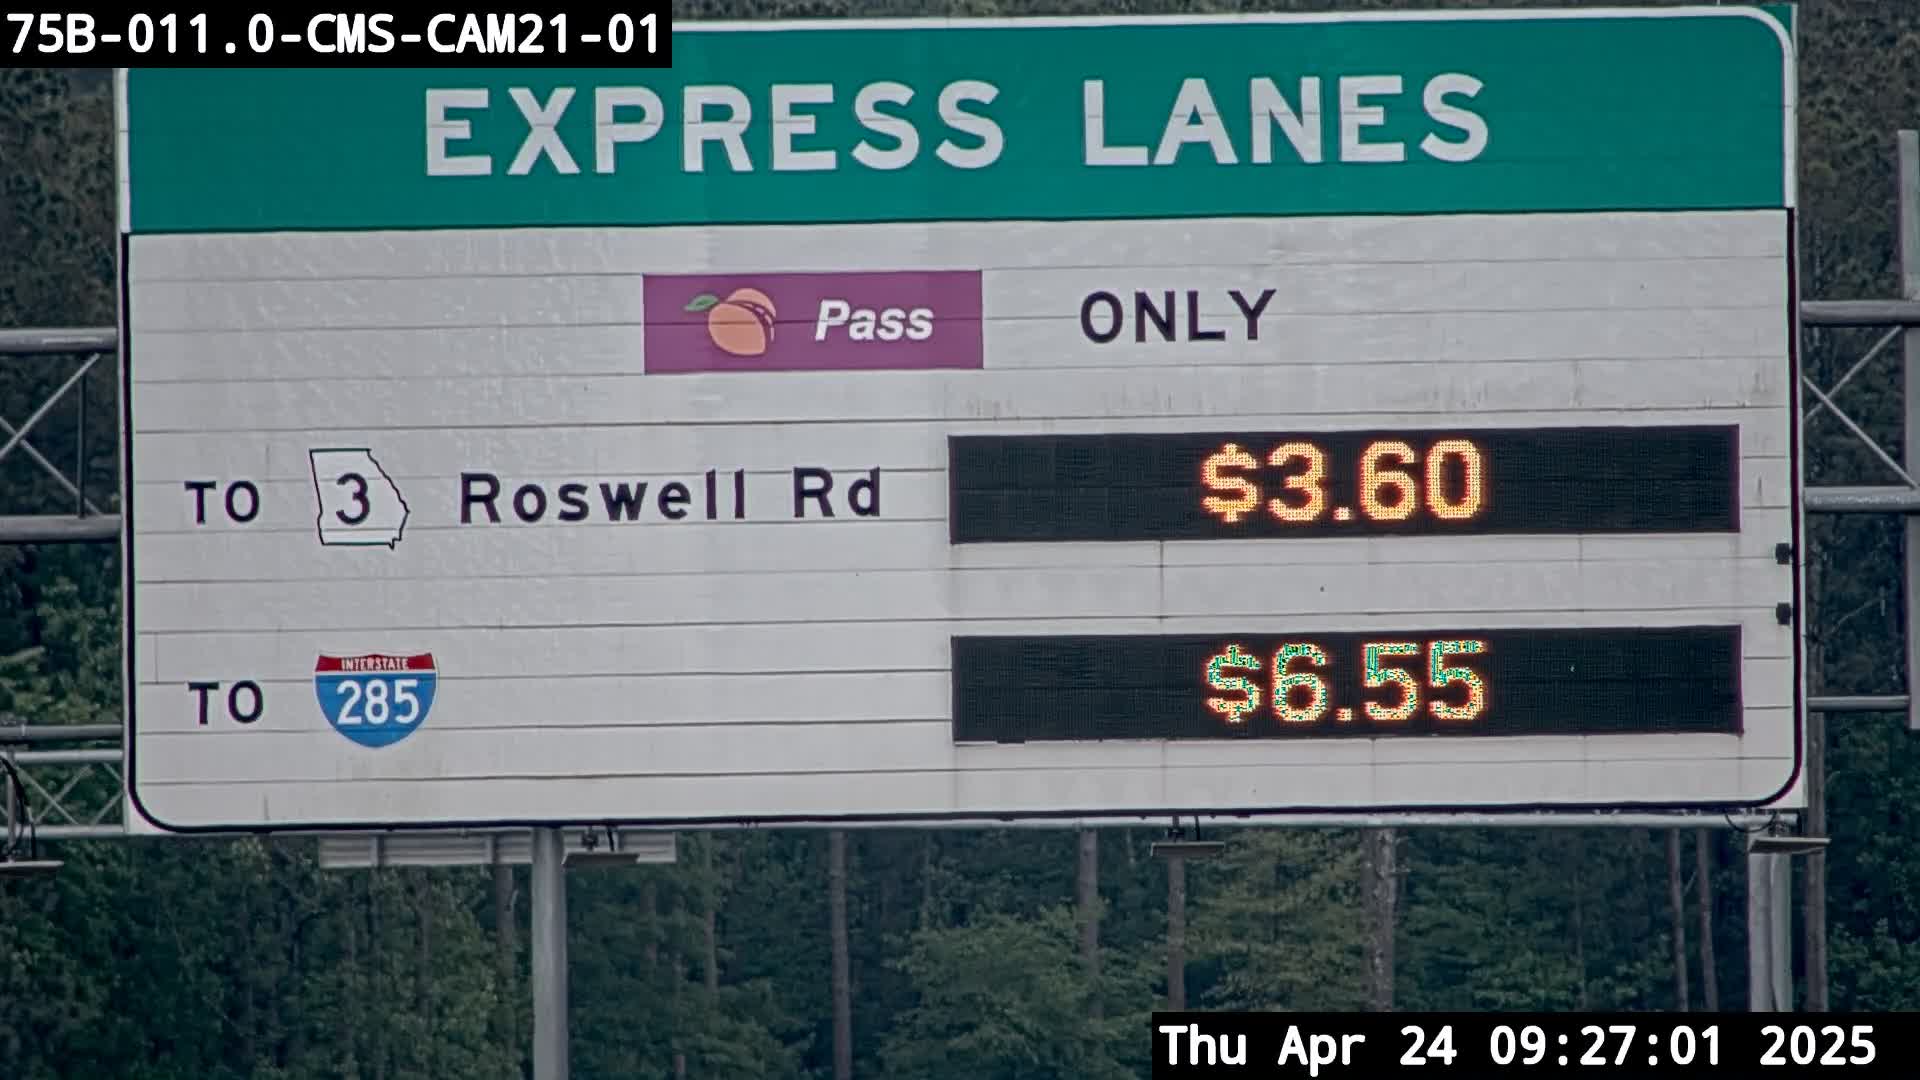 75B-011.0-CMS-CAM21-01
EXPRESS LANES
Pass ONLY
TO 3 Roswell Rd $3.60
TO INTERSTATE 285 $6.55
Thu Apr 24 09:27:01 2025